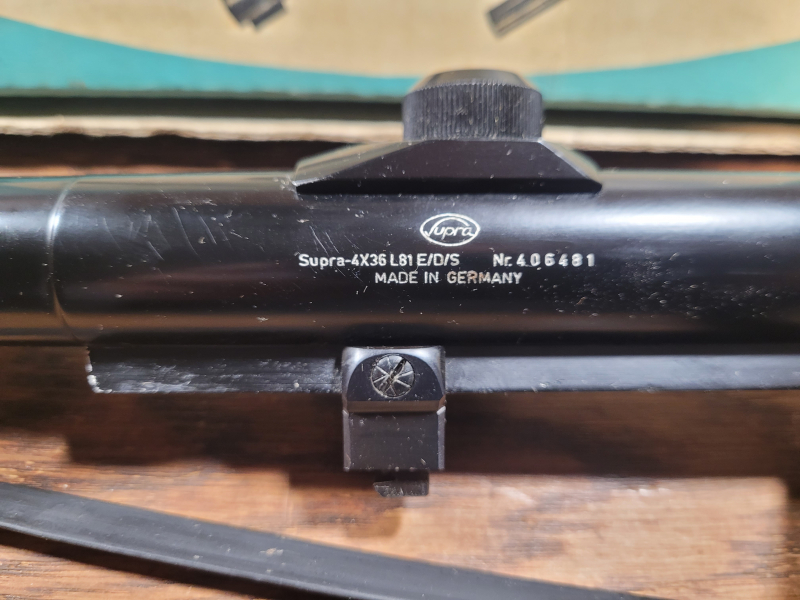 Supra
Supra-4X36 L81 E/D/S Nr. 406481
MADE IN GERMANY